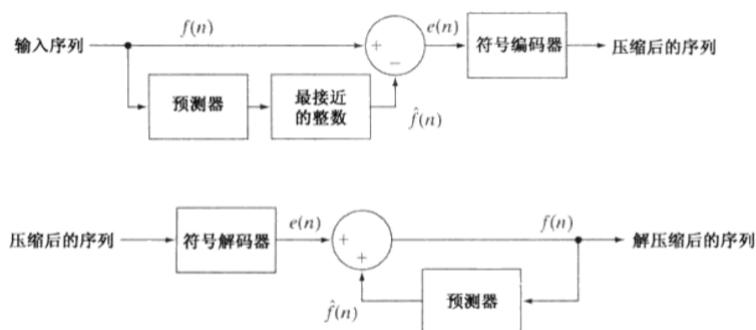 输入序列
f(n)
预测器
最接近
的整数
+
−
f̂(n)
e(n)
符号编码器
压缩后的序列
压缩后的序列
符号解码器
e(n)
+
+
f̂(n)
f(n)
预测器
解压缩后的序列